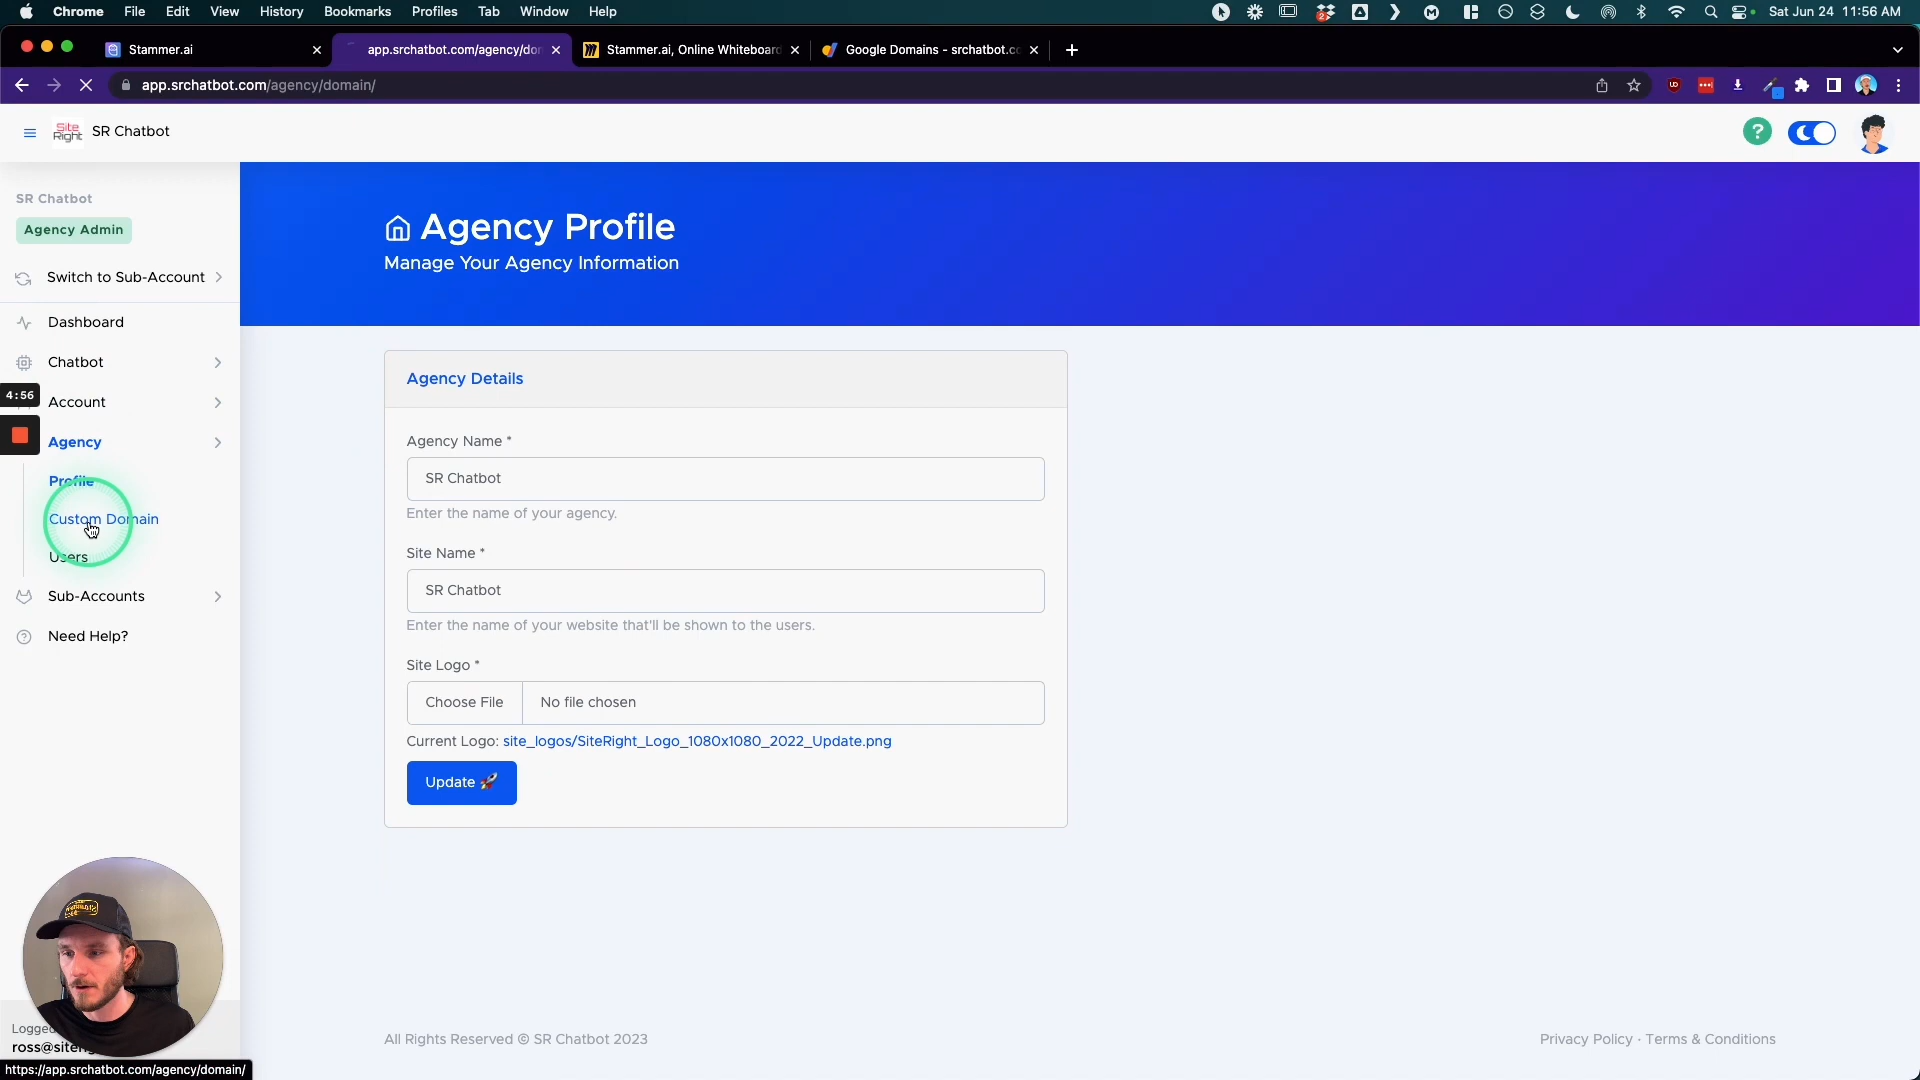 Chrome File Edit View History Bookmarks Profiles Tab Window Help
Sat Jun 24 11:56 AM
Stammer.ai
app.srchatbot.com/agency/do
Stammer.ai, Online Whiteboard
Google Domains - srchatbot.co
app.srchatbot.com/agency/domain/
Site
Right
SR Chatbot
?
SR Chatbot
Agency Admin
Switch to Sub-Account
Dashboard
Chatbot
4:56
Account
Agency
Profile
Custom Domain
Users
Sub-Accounts
Need Help?
Agency Profile
Manage Your Agency Information
Agency Details
Agency Name *
SR Chatbot
Enter the name of your agency.
Site Name *
SR Chatbot
Enter the name of your website that'll be shown to the users.
Site Logo *
Choose File No file chosen
Current Logo: site_logos/SiteRight_Logo_1080x1080_2022_Update.png
Update 🚀
All Rights Reserved © SR Chatbot 2023
Privacy Policy · Terms & Conditions
Logged
https://app.srchatbot.com/agency/domain/